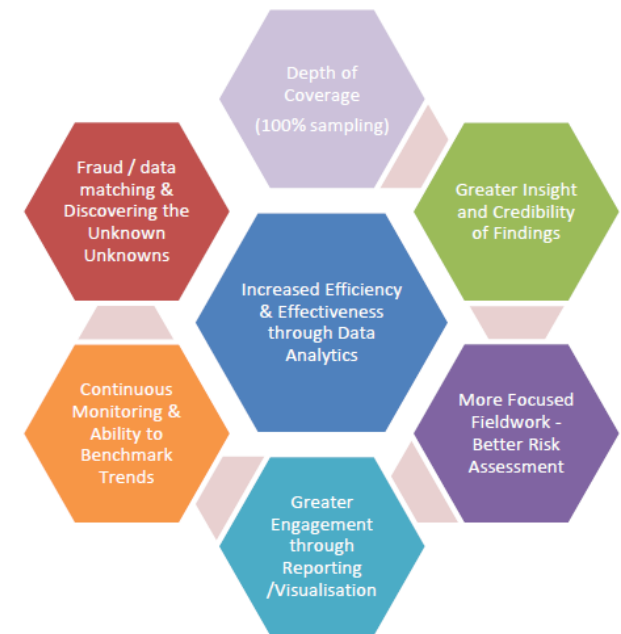 Depth of
Coverage
(100% sampling)
Fraud / data
matching &
Discovering the
Unknown
Unknowns
Greater Insight
and Credibility
of Findings
Increased Efficiency
& Effectiveness
through Data
Analytics
Continuous
Monitoring &
Ability to
Benchmark
Trends
More Focused
Fieldwork -
Better Risk
Assessment
Greater
Engagement
through
Reporting
/Visualisation